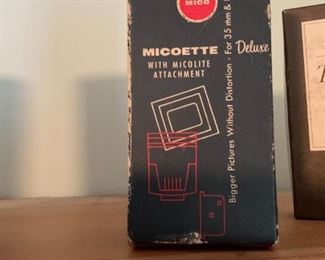 MICO
MICOETTE
Deluxe
WITH MICOLITE
ATTACHMENT
Bigger Pictures Without Distortion - For 35 mm &